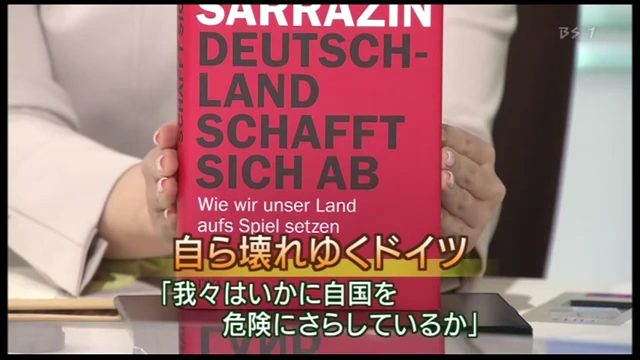 SARRAZIN
BS1
DEUTSCH-
LAND
SCHAFFT
SICH AB
Wie wir unser Land
aufs Spiel setzen
自ら壊れゆくドイツ
「我々はいかに自国を
危険にさらしているか」